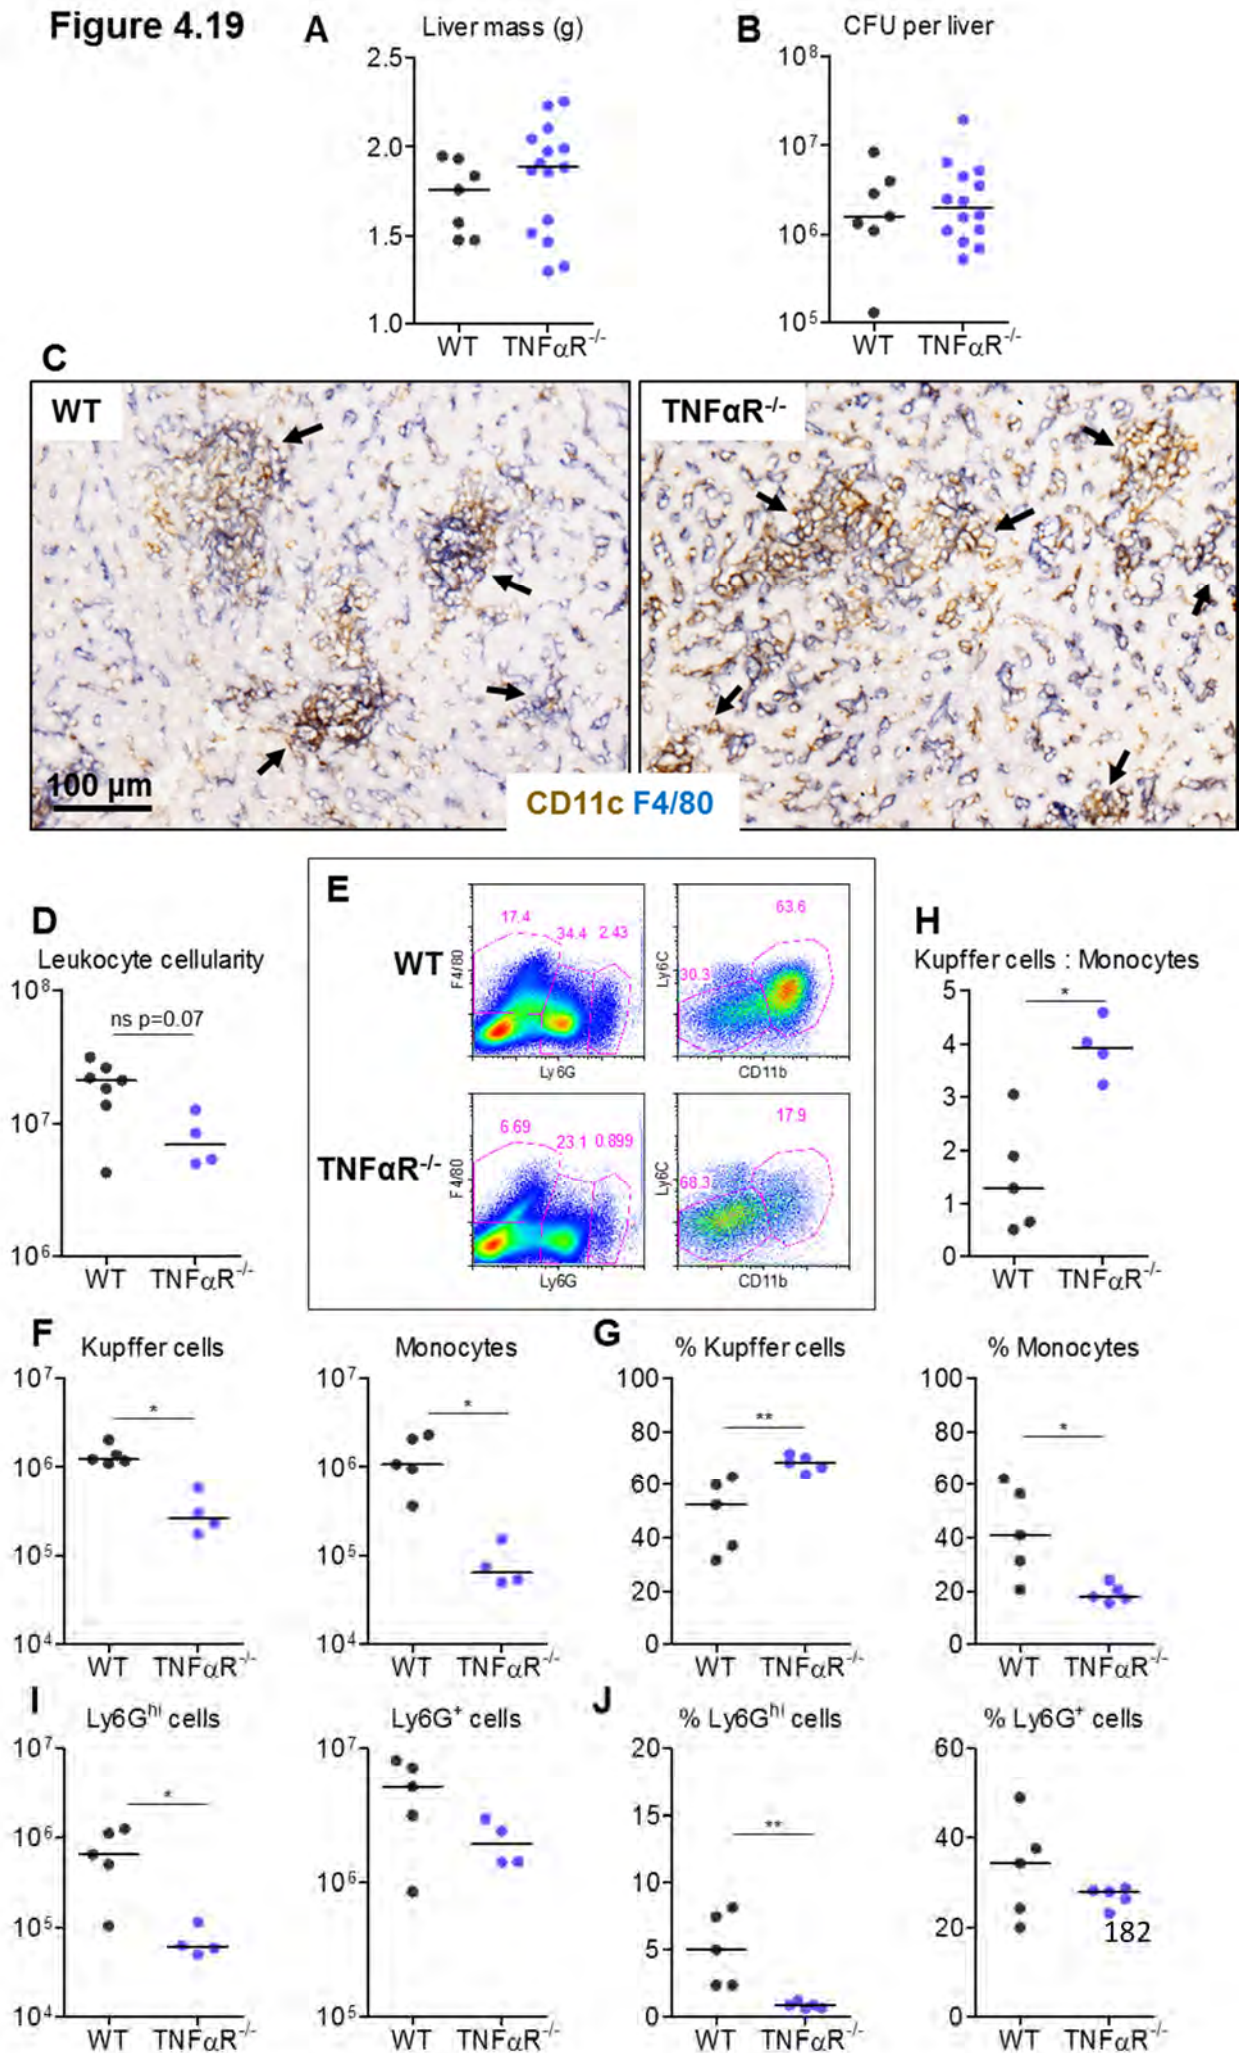 Figure 4.19
A
Liver mass (g)
2.5
2.0
1.5
1.0
WT TNFαR-/-
B
CFU per liver
10⁸
10⁷
10⁶
10⁵
WT TNFαR-/-
C
WT
TNFαR-/-
100 µm
CD11c F4/80
D
Leukocyte cellularity
10⁸
ns p=0.07
10⁷
10⁶
WT TNFαR-/-
E
WT
17.4
34.4 2.43
F4/80
Ly6G
63.6
30.3
Ly6C
CD11b
TNFαR-/-
6.69
23.1 0.899
F4/80
Ly6G
17.9
68.3
Ly6C
CD11b
H
Kupffer cells : Monocytes
5
*
4
3
2
1
0
WT TNFαR-/-
F
Kupffer cells
10⁷
*
10⁶
10⁵
10⁴
WT TNFαR-/-
Monocytes
10⁷
*
10⁶
10⁵
10⁴
WT TNFαR-/-
G
% Kupffer cells
100
**
80
60
40
20
0
WT TNFαR-/-
% Monocytes
100
80
*
60
40
20
0
WT TNFαR-/-
I
Ly6Ghi cells
10⁷
*
10⁶
10⁵
10⁴
WT TNFαR-/-
Ly6G+ cells
10⁷
10⁶
10⁵
WT TNFαR-/-
J
% Ly6Ghi cells
20
15
**
10
5
0
WT TNFαR-/-
% Ly6G+ cells
60
40
20
0
WT TNFαR-/-
182